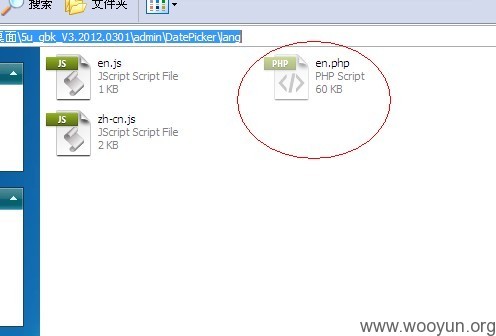 搜索 文件夹
桌面\5u_gbk_V3.2012.0301\admin\DatePicker\lang
JS
en.js
JScript Script File
1 KB
PHP
en.php
PHP Script
60 KB
JS
zh-cn.js
JScript Script File
2 KB
www.wooyun.org